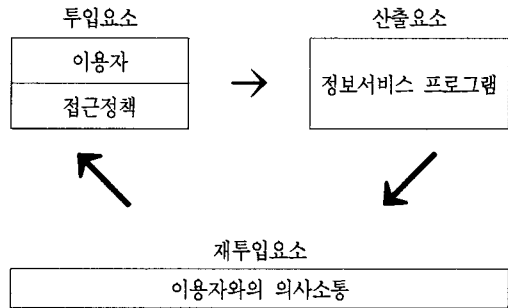 투입요소
산출요소
이용자
접근정책
정보서비스 프로그램
재투입요소
이용자와의 의사소통